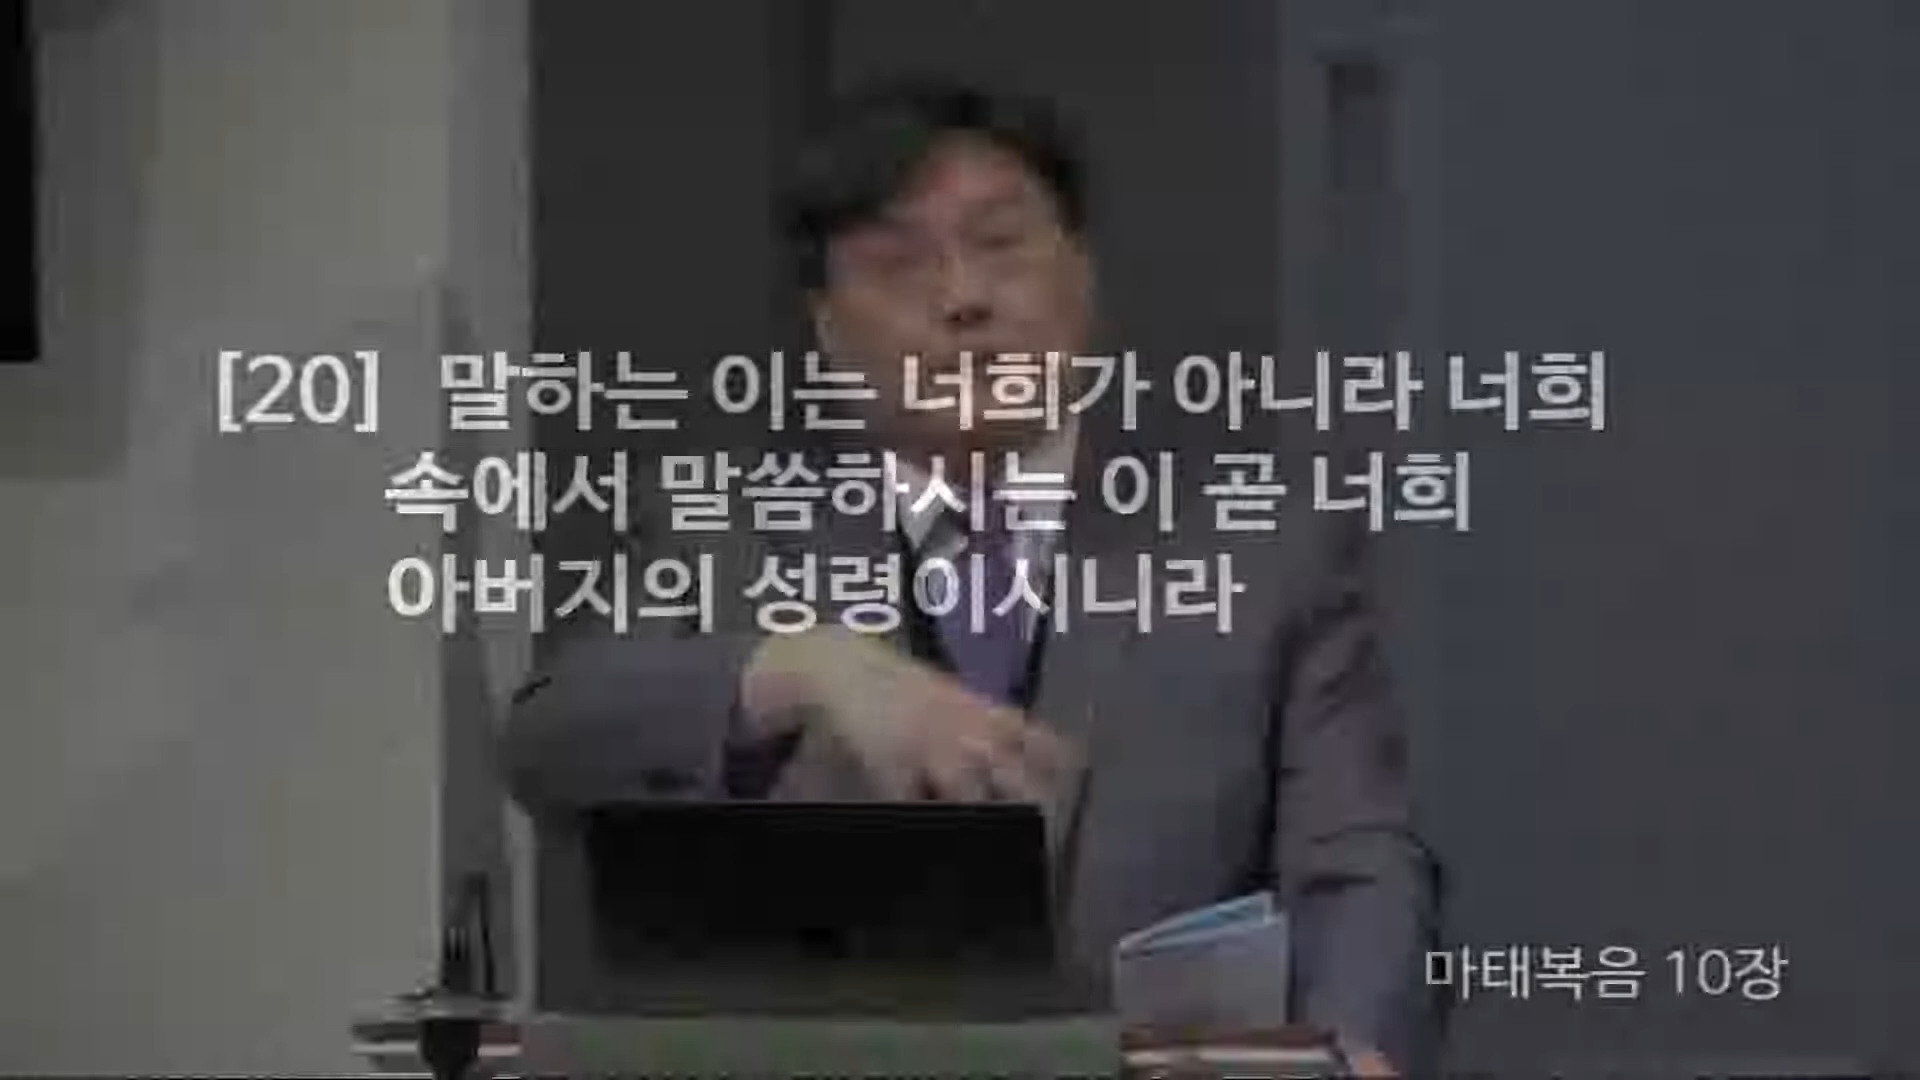 [20] 말하는 이는 너희가 아니라 너희
속에서 말씀하시는 이 곧 너희
아버지의 성령이시니라
마태복음 10장